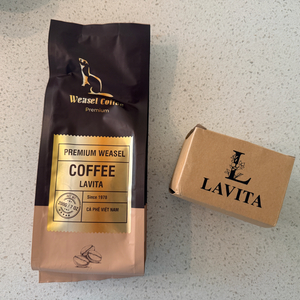 Weasel Coffee
Premium
PREMIUM WEASEL
COFFEE
LAVITA
Since 1978
CÀ PHÊ VIỆT NAM
L
LAVITA